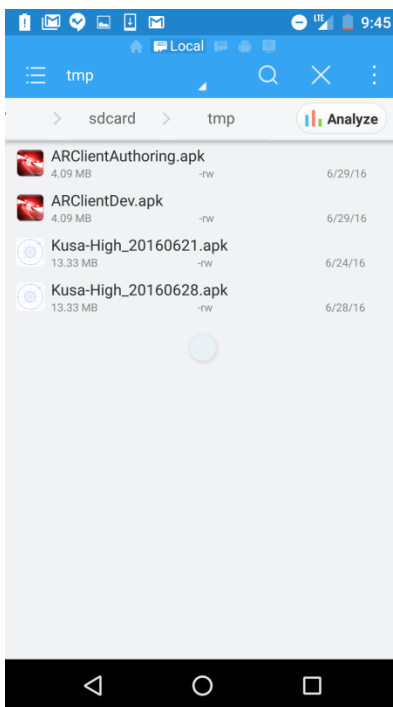 LTE 9:45
Local
tmp
> sdcard > tmp Analyze
ARClientAuthoring.apk
4.09 MB -rw 6/29/16
ARClientDev.apk
4.09 MB -rw 6/29/16
Kusa-High_20160621.apk
13.33 MB -rw 6/24/16
Kusa-High_20160628.apk
13.33 MB -rw 6/28/16